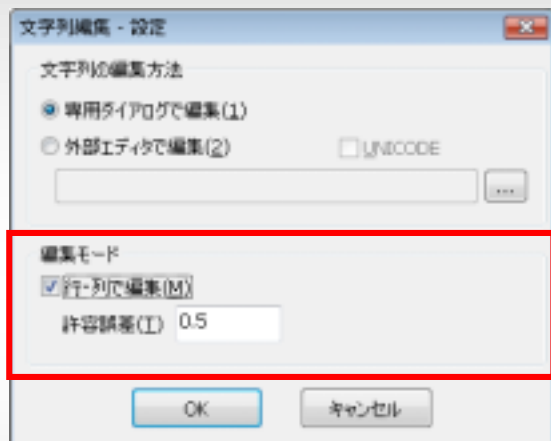 文字列編集 - 設定
文字列の編集方法
専用ダイアログで編集(1)
外部エディタで編集(2) UNICODE
...
編集モード
行・列で編集(M)
許容誤差(T) 0.5
OK キャンセル